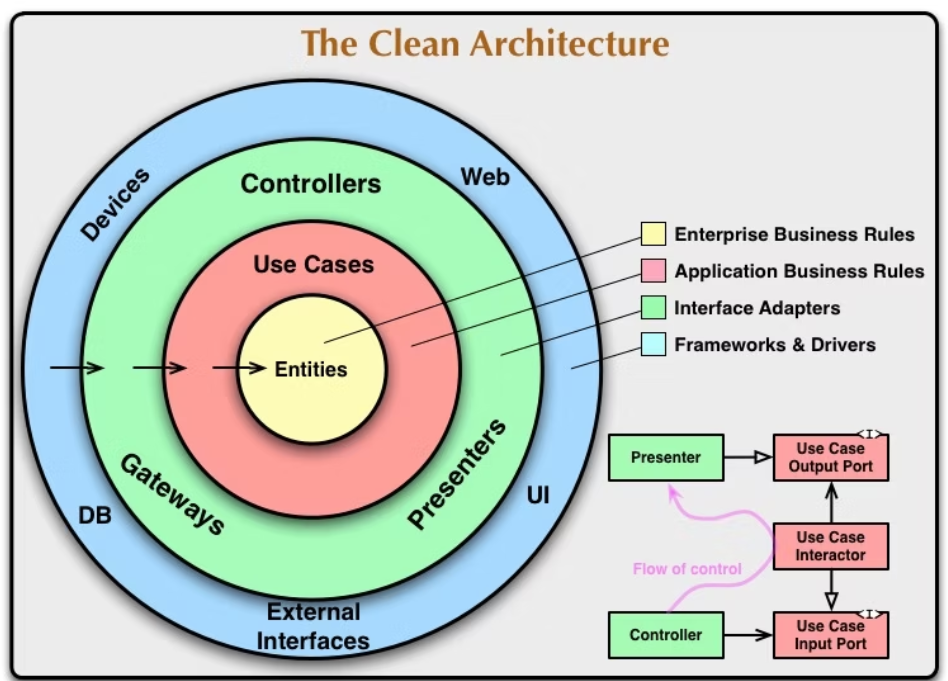 The Clean Architecture
Devices
Controllers
Web
Use Cases
Entities
Gateways
Presenters
DB
UI
External
Interfaces
Enterprise Business Rules
Application Business Rules
Interface Adapters
Frameworks & Drivers
Presenter
<I>
Use Case
Output Port
Flow of control
Use Case
Interactor
Controller
<I>
Use Case
Input Port